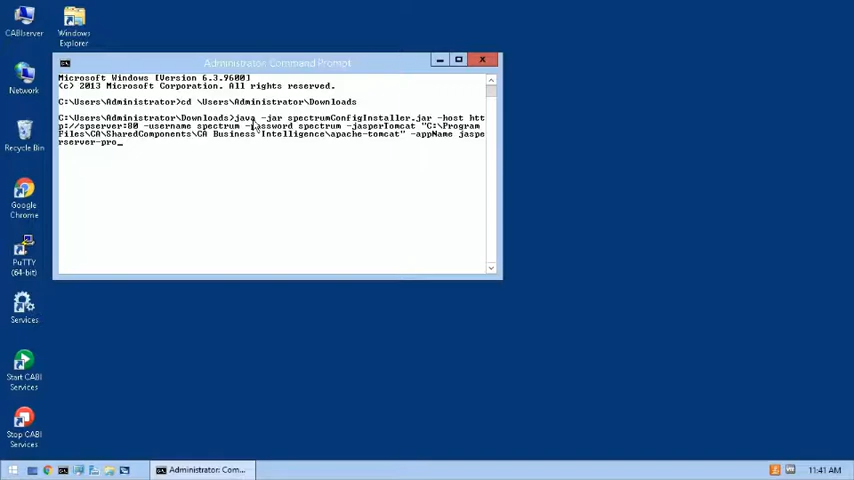 CABIserver
Windows
Explorer
Network
Recycle Bin
Google
Chrome
PuTTY
(64-bit)
Services
Start CABI
Services
Stop CABI
Services
Administrator: Command Prompt
Microsoft Windows [Version 6.3.9600]
(c) 2013 Microsoft Corporation. All rights reserved.
C:\Users\Administrator>cd \Users\Administrator\Downloads
C:\Users\Administrator\Downloads>java -jar spectrumConfigInstaller.jar -host htt
p://spserver:80 -username spectrum -password spectrum -jasperTomcat "C:\Program
Files\CA\SharedComponents\CA Business Intelligence\apache-tomcat" -appName jaspe
rserver-pro_
Administrator: Com...
11:41 AM